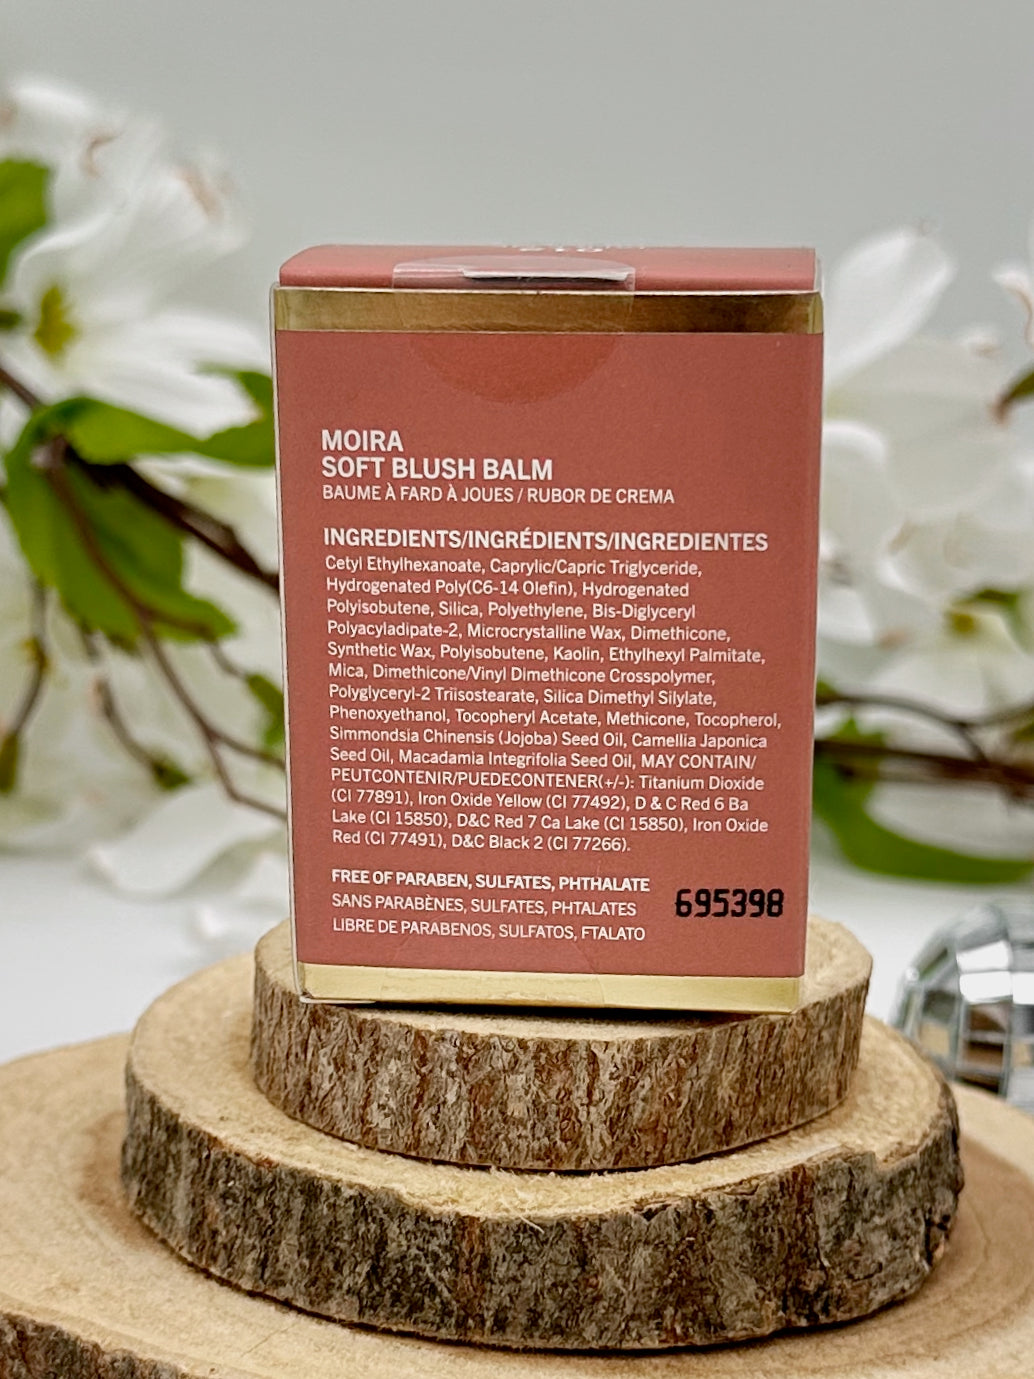 MOIRA
SOFT BLUSH BALM
BAUME À FARD À JOUES / RUBOR DE CREMA
INGREDIENTS/INGRÉDIENTS/INGREDIENTES
Cetyl Ethylhexanoate, Caprylic/Capric Triglyceride,
Hydrogenated Poly(C6-14 Olefin), Hydrogenated
Polyisobutene, Silica, Polyethylene, Bis-Diglyceryl
Polyacyladipate-2, Microcrystalline Wax, Dimethicone,
Synthetic Wax, Polyisobutene, Kaolin, Ethylhexyl Palmitate,
Mica, Dimethicone/Vinyl Dimethicone Crosspolymer,
Polyglyceryl-2 Triisostearate, Silica Dimethyl Silylate,
Phenoxyethanol, Tocopheryl Acetate, Methicone, Tocopherol,
Simmondsia Chinensis (Jojoba) Seed Oil, Camellia Japonica
Seed Oil, Macadamia Integrifolia Seed Oil, MAY CONTAIN/
PEUTCONTENIR/PUEDECONTENER(+/-): Titanium Dioxide
(CI 77891), Iron Oxide Yellow (CI 77492), D & C Red 6 Ba
Lake (CI 15850), D&C Red 7 Ca Lake (CI 15850), Iron Oxide
Red (CI 77491), D&C Black 2 (CI 77266).
FREE OF PARABEN, SULFATES, PHTHALATE
SANS PARABÈNES, SULFATES, PHTALATES
LIBRE DE PARABENOS, SULFATOS, FTALATO
695398